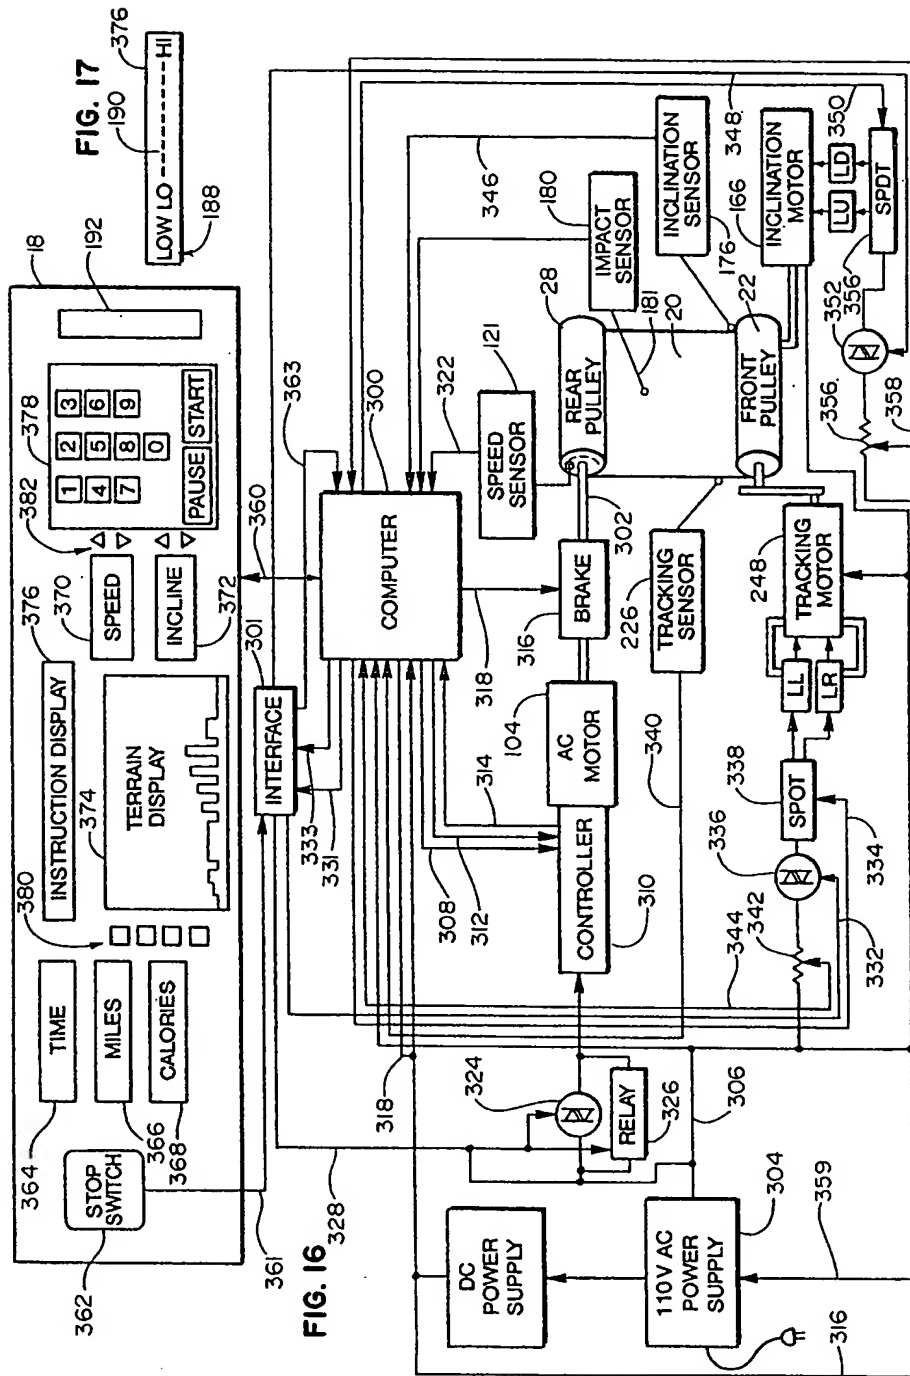 362
STOP SWITCH
364
TIME
366
MILES
368
CALORIES
380
INSTRUCTION DISPLAY
376
374
TERRAIN DISPLAY
370
SPEED
INCLINE
372
382
378
1 2 3
4 5 6
7 8 9
0
PAUSE START
192
18
FIG. 17
190
376
LOW LO HI
188
361
328
FIG. 16
301
INTERFACE
360
363
333
331
300
COMPUTER
318
308
312
314
318
322
121
SPEED SENSOR
180
IMPACT SENSOR
346
INCLINATION SENSOR
176
DC POWER SUPPLY
110 V AC POWER SUPPLY
304
306
359
316
324
RELAY
326
CONTROLLER
310
104
AC MOTOR
316
BRAKE
302
28
REAR PULLEY
181
20
22
FRONT PULLEY
226
TRACKING SENSOR
340
344
342
332
334
336
338
SPOT
LL
LR
248
TRACKING MOTOR
166
INCLINATION MOTOR
LU
LD
SPDT
348
350
352
356
356
358